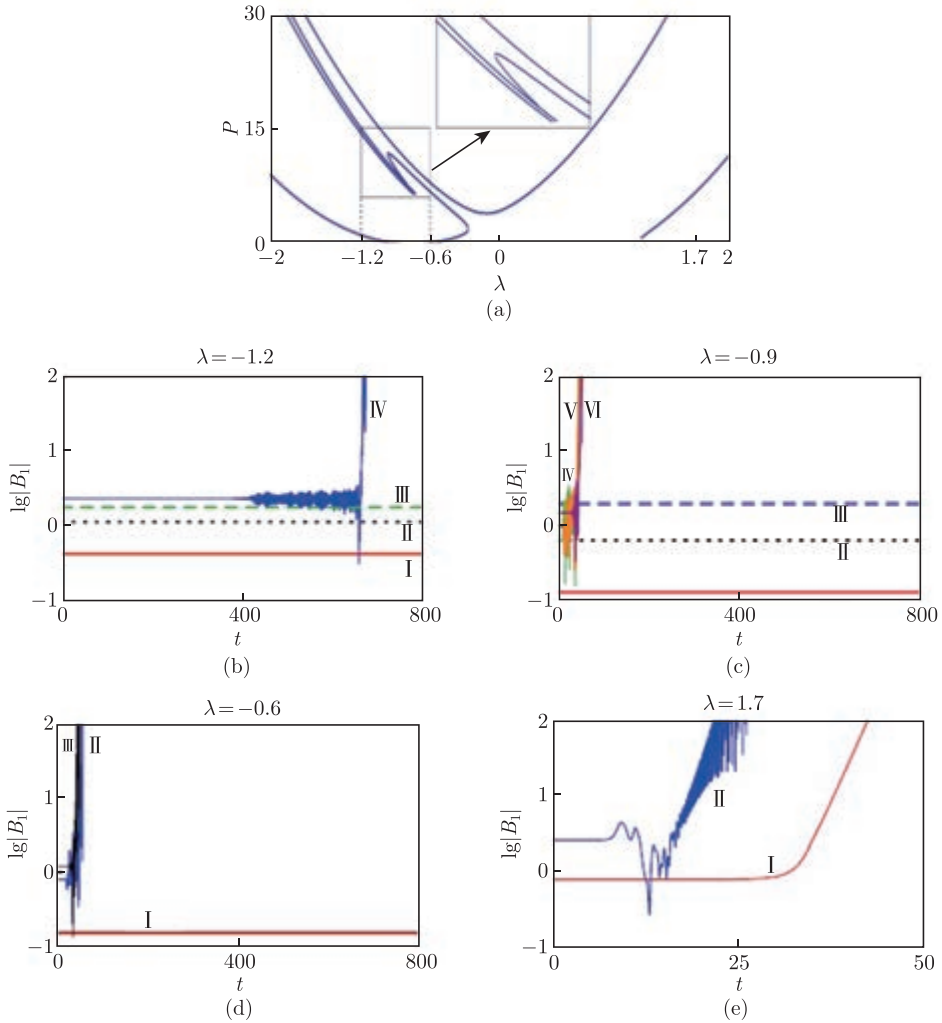 30
P
15
0
−2
−1.2
−0.6
0
1.7
2
λ
(a)
λ=−1.2
2
Ⅳ
1
lg|B₁|
Ⅲ
0
Ⅱ
Ⅰ
−1
0
400
800
t
(b)
λ=−0.9
2
Ⅴ
Ⅵ
1
lg|B₁|
Ⅳ
Ⅲ
0
Ⅱ
−1
0
400
800
t
(c)
λ=−0.6
2
Ⅲ
Ⅱ
1
lg|B₁|
0
Ⅰ
−1
0
400
800
t
(d)
λ=1.7
2
1
Ⅱ
lg|B₁|
Ⅰ
0
−1
0
25
50
t
(e)